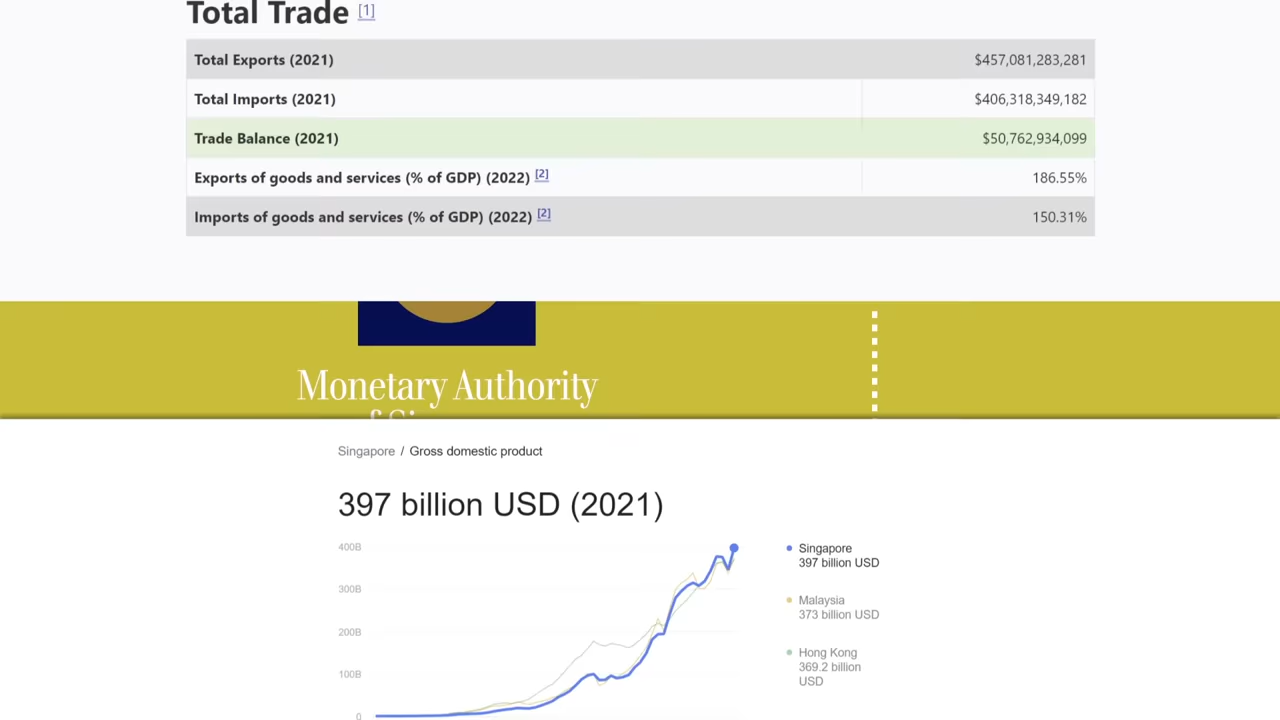 Total Trade [1]
Total Exports (2021) $457,081,283,281
Total Imports (2021) $406,318,349,182
Trade Balance (2021) $50,762,934,099
Exports of goods and services (% of GDP) (2022) [2] 186.55%
Imports of goods and services (% of GDP) (2022) [2] 150.31%
Monetary Authority
Singapore / Gross domestic product
397 billion USD (2021)
400B
300B
200B
100B
0
Singapore
397 billion USD
Malaysia
373 billion USD
Hong Kong
369.2 billion
USD